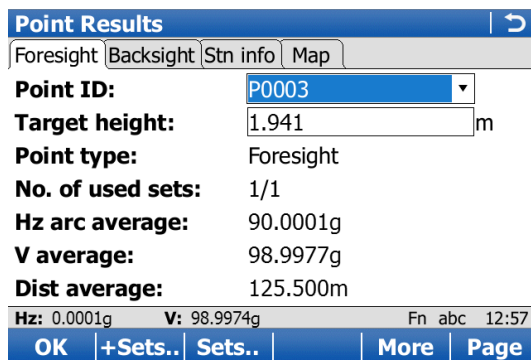 Point Results
Foresight Backsight Stn info Map
Point ID: P0003
Target height: 1.941 m
Point type: Foresight
No. of used sets: 1/1
Hz arc average: 90.0001g
V average: 98.9977g
Dist average: 125.500m
Hz: 0.0001g V: 98.9974g Fn abc 12:57
OK +Sets.. Sets.. More Page